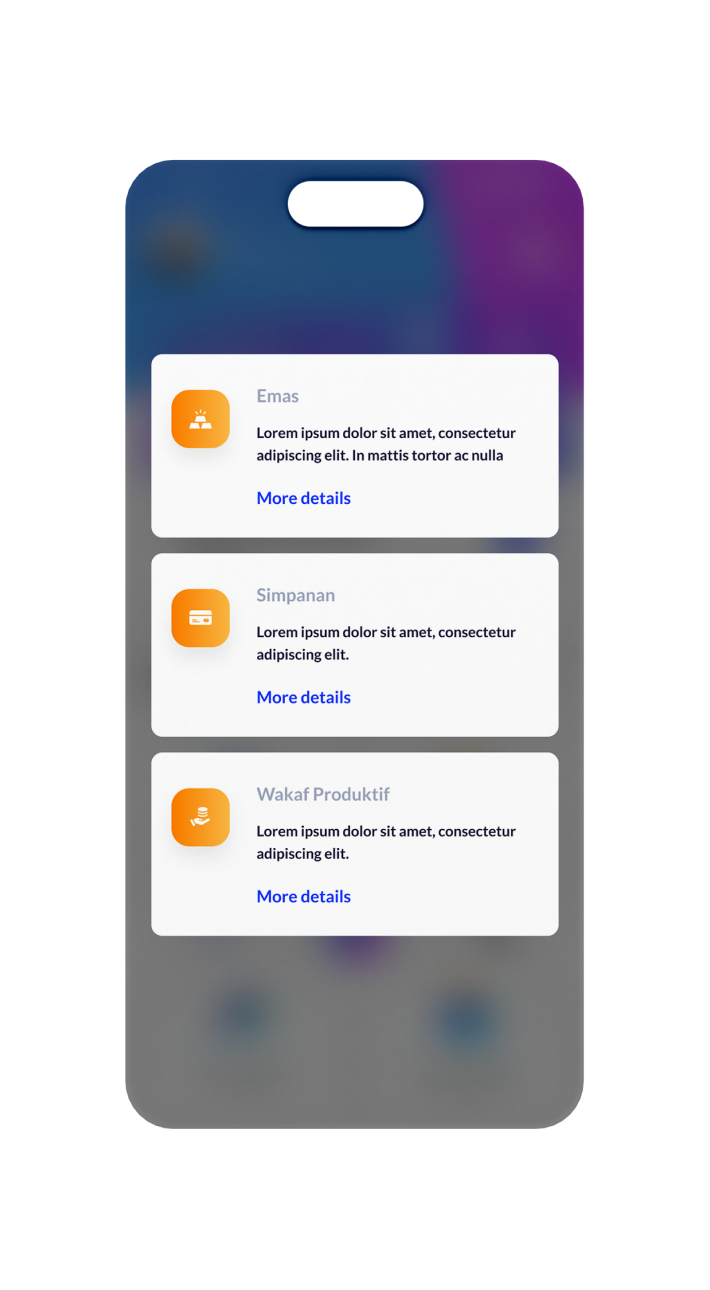 Emas
Lorem ipsum dolor sit amet, consectetur
adipiscing elit. In mattis tortor ac nulla
More details
Simpanan
Lorem ipsum dolor sit amet, consectetur
adipiscing elit.
More details
Wakaf Produktif
Lorem ipsum dolor sit amet, consectetur
adipiscing elit.
More details